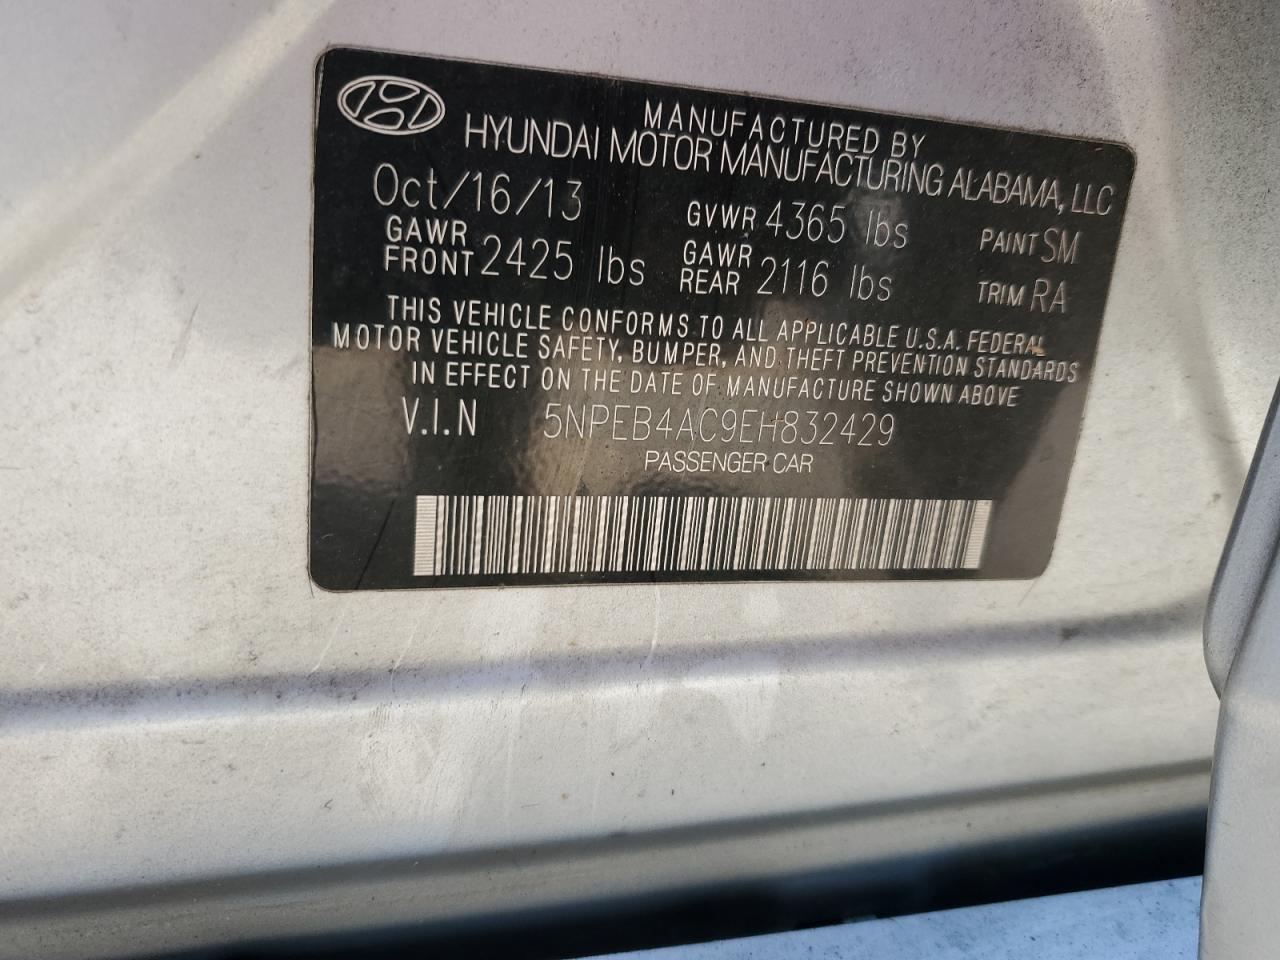 MANUFACTURED BY
HYUNDAI MOTOR MANUFACTURING ALABAMA, LLC
Oct/16/13 GVWR 4365 lbs PAINT SM
GAWR FRONT 2425 lbs GAWR REAR 2116 lbs TRIM RA
THIS VEHICLE CONFORMS TO ALL APPLICABLE U.S.A. FEDERAL
MOTOR VEHICLE SAFETY, BUMPER, AND THEFT PREVENTION STANDARDS
IN EFFECT ON THE DATE OF MANUFACTURE SHOWN ABOVE
V.I.N 5NPEB4AC9EH832429
PASSENGER CAR